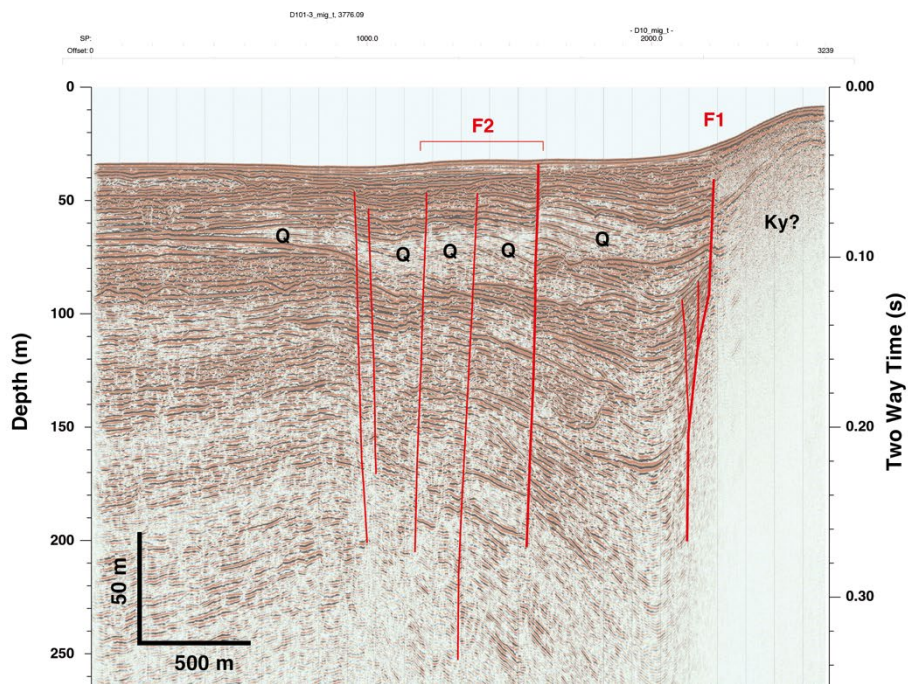 D101-3_mig_t, 3776.09
- D10_mig_t -
SP: 1000.0 2000.0
Offset: 0 3239
0 0.00
F2 F1
50
Q Q Q Q Q Ky?
0.10
100
Depth (m) Two Way Time (s)
150
0.20
200
50 m
0.30
250
500 m